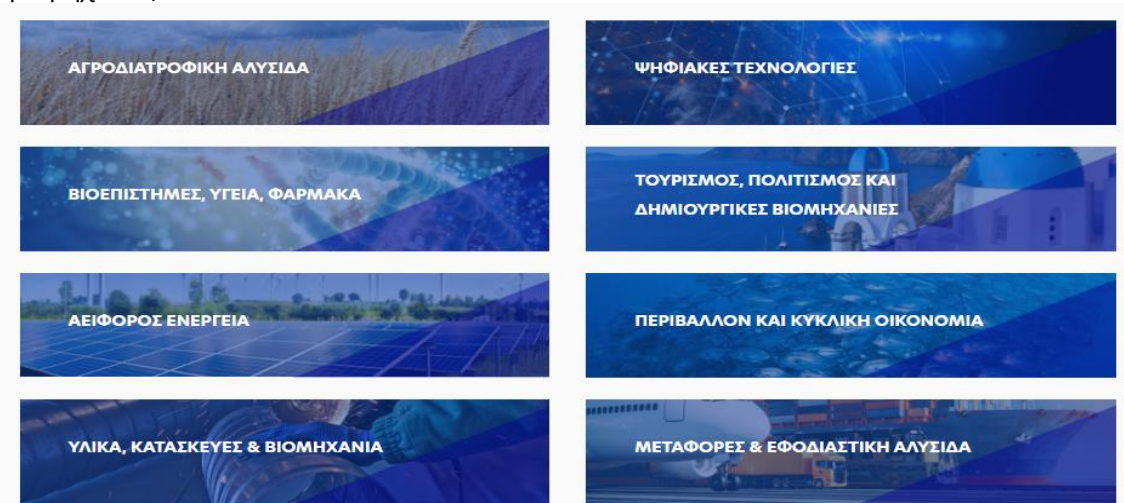 ΑΓΡΟΔΙΑΤΡΟΦΙΚΗ ΑΛΥΣΙΔΑ
ΨΗΦΙΑΚΕΣ ΤΕΧΝΟΛΟΓΙΕΣ
ΒΙΟΕΠΙΣΤΗΜΕΣ, ΥΓΕΙΑ, ΦΑΡΜΑΚΑ
ΤΟΥΡΙΣΜΟΣ, ΠΟΛΙΤΙΣΜΟΣ ΚΑΙ
ΔΗΜΙΟΥΡΓΙΚΕΣ ΒΙΟΜΗΧΑΝΙΕΣ
ΑΕΙΦΟΡΟΣ ΕΝΕΡΓΕΙΑ
ΠΕΡΙΒΑΛΛΟΝ ΚΑΙ ΚΥΚΛΙΚΗ ΟΙΚΟΝΟΜΙΑ
ΥΛΙΚΑ, ΚΑΤΑΣΚΕΥΕΣ & ΒΙΟΜΗΧΑΝΙΑ
ΜΕΤΑΦΟΡΕΣ & ΕΦΟΔΙΑΣΤΙΚΗ ΑΛΥΣΙΔΑ